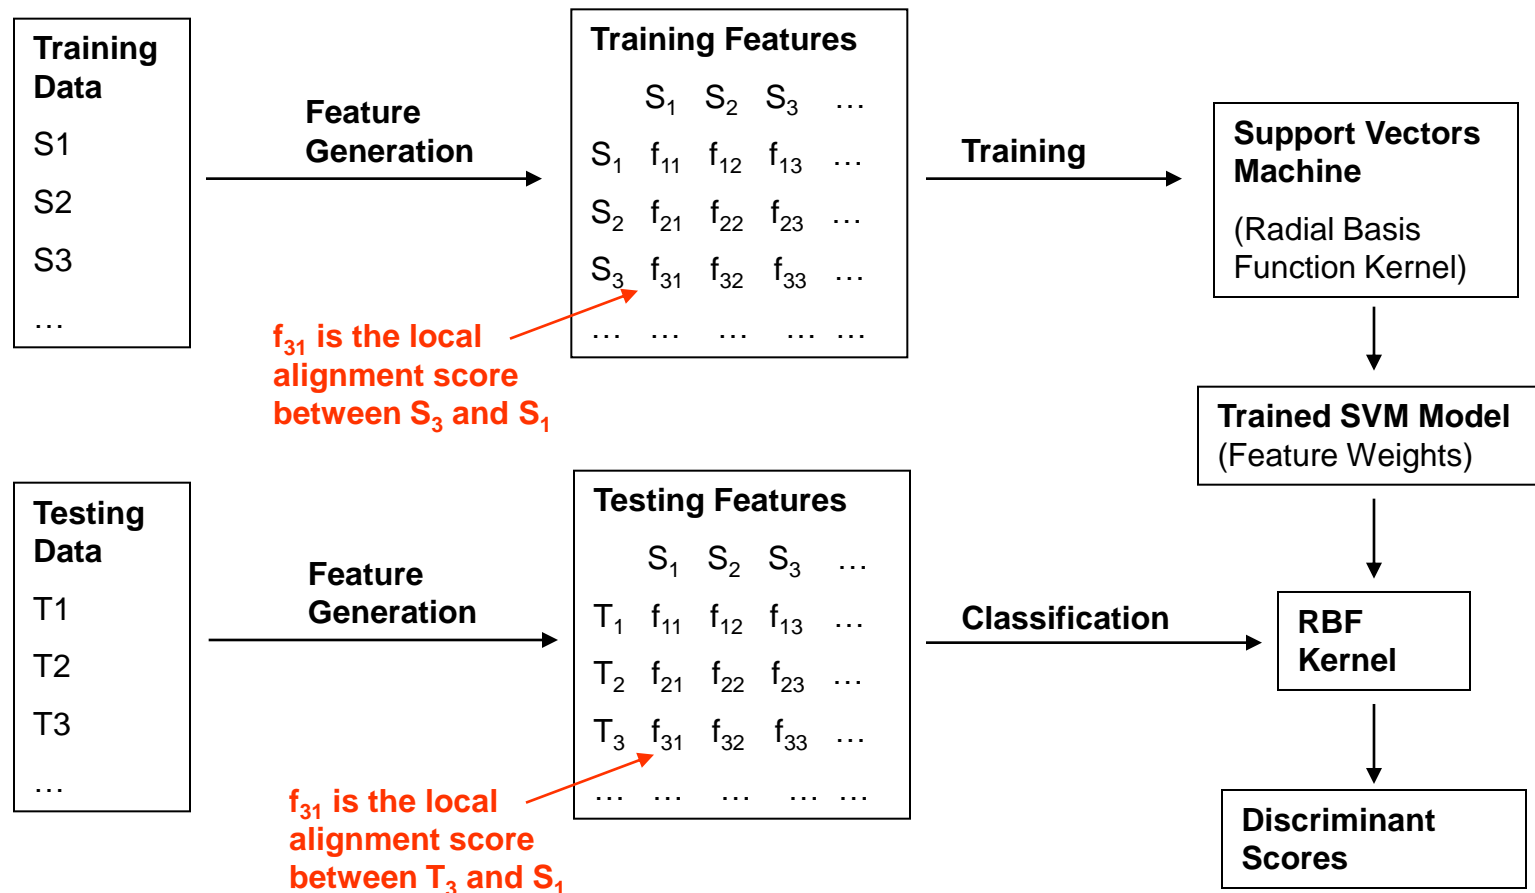 Training
Data
S1
S2
S3
…
Feature
Generation
Training Features
S₁ S₂ S₃ …
S₁ f₁₁ f₁₂ f₁₃ …
S₂ f₂₁ f₂₂ f₂₃ …
S₃ f₃₁ f₃₂ f₃₃ …
… … … … …
f₃₁ is the local
alignment score
between S₃ and S₁
Training
Support Vectors
Machine
(Radial Basis
Function Kernel)
Trained SVM Model
(Feature Weights)
Testing
Data
T1
T2
T3
…
Feature
Generation
Testing Features
S₁ S₂ S₃ …
T₁ f₁₁ f₁₂ f₁₃ …
T₂ f₂₁ f₂₂ f₂₃ …
T₃ f₃₁ f₃₂ f₃₃ …
… … … … …
f₃₁ is the local
alignment score
between T₃ and S₁
Classification
RBF
Kernel
Discriminant
Scores